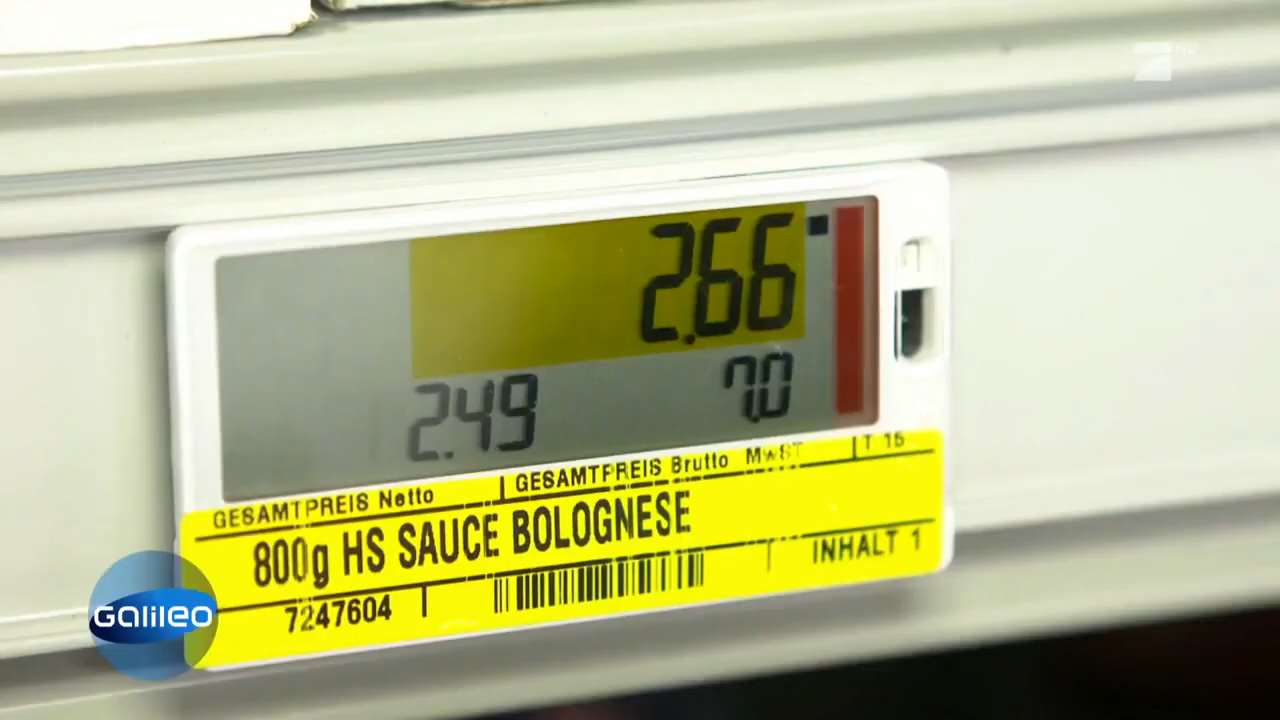 2.66
2.49 7.0
GESAMTPREIS Netto GESAMTPREIS Brutto MwST T 15
800g HS SAUCE BOLOGNESE
7247604 INHALT 1
Galileo